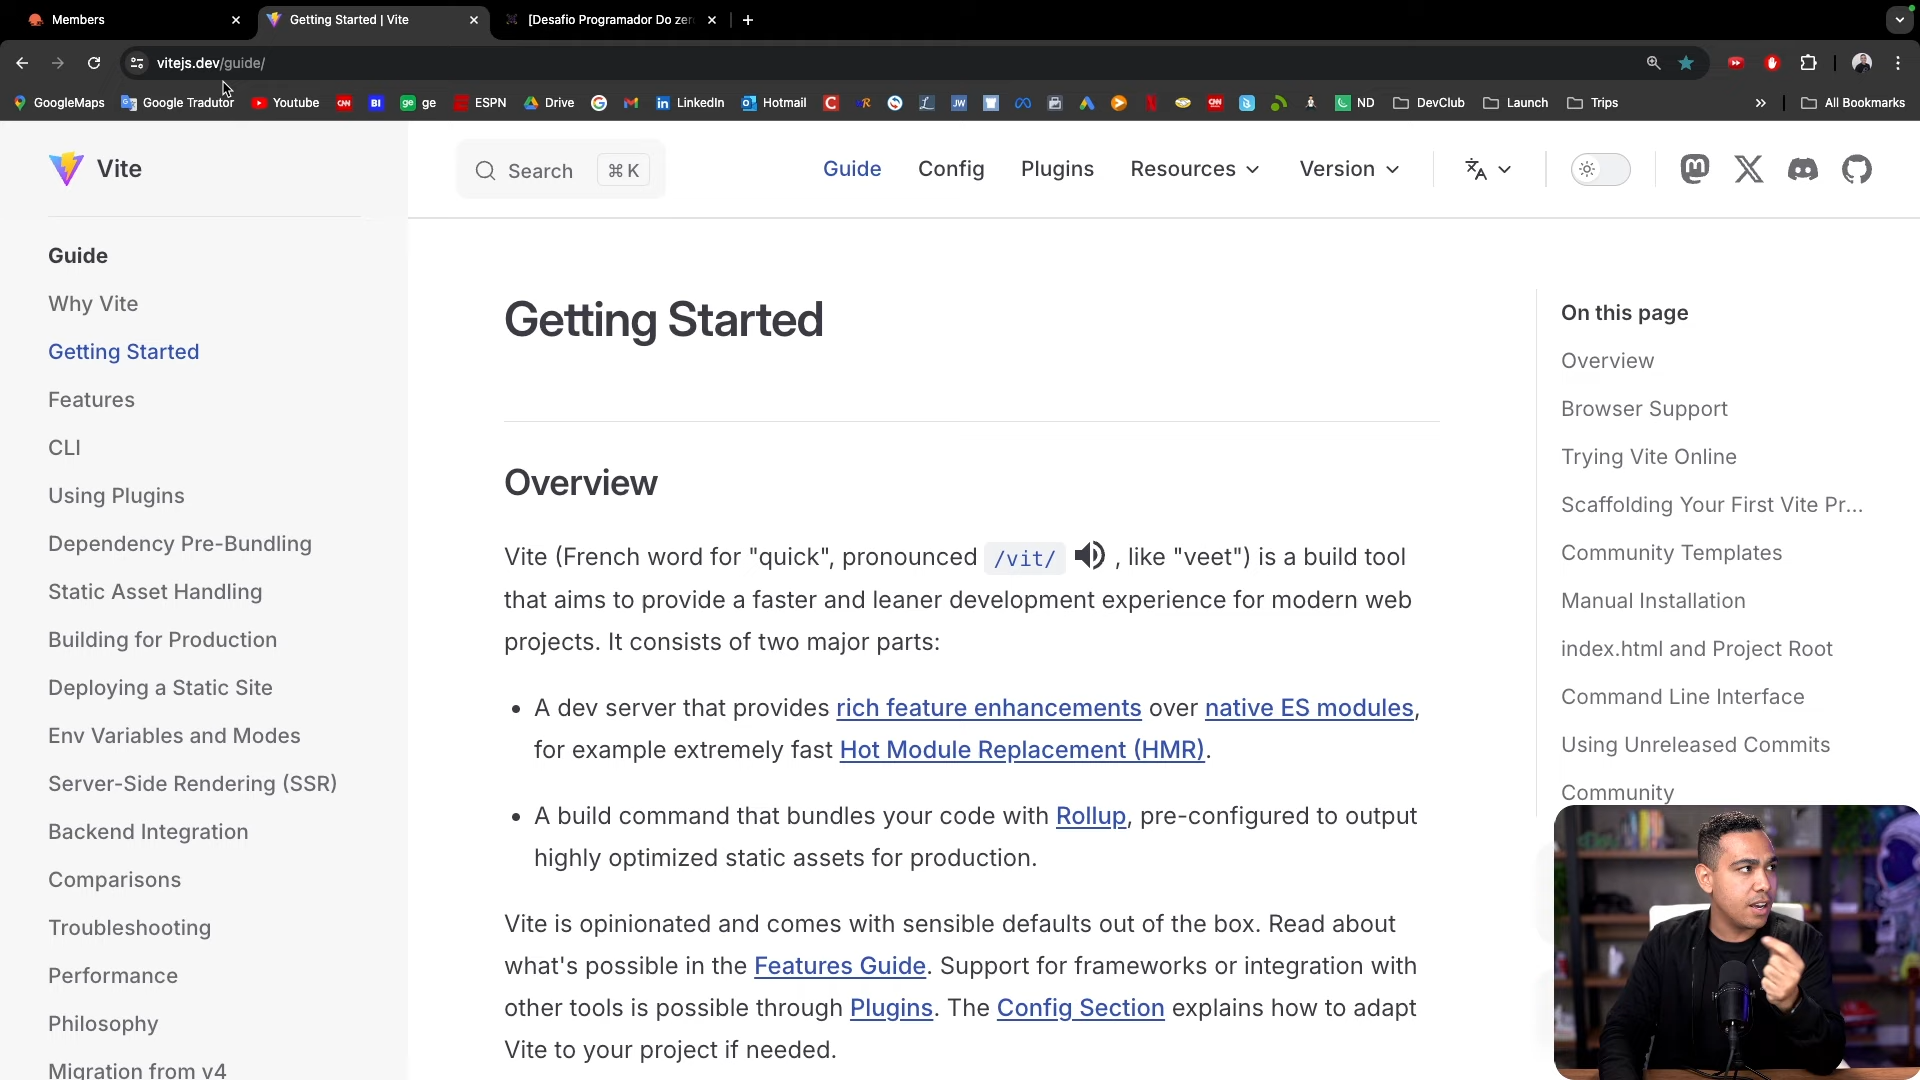 Members
Getting Started | Vite
[Desafio Programador Do zer
vitejs.dev/guide/
GoogleMaps
Google Tradutor
Youtube
CNN
BI
ge
ge
ESPN
Drive
LinkedIn
Hotmail
JW
CNN
ND
DevClub
Launch
Trips
All Bookmarks
Vite
Search
⌘ K
Guide
Config
Plugins
Resources
Version
Guide
Why Vite
Getting Started
Features
CLI
Using Plugins
Dependency Pre-Bundling
Static Asset Handling
Building for Production
Deploying a Static Site
Env Variables and Modes
Server-Side Rendering (SSR)
Backend Integration
Comparisons
Troubleshooting
Performance
Philosophy
Migration from v4
Getting Started
Overview
Vite (French word for "quick", pronounced /vit/ , like "veet") is a build tool
that aims to provide a faster and leaner development experience for modern web
projects. It consists of two major parts:
• A dev server that provides rich feature enhancements over native ES modules,
for example extremely fast Hot Module Replacement (HMR).
• A build command that bundles your code with Rollup, pre-configured to output
highly optimized static assets for production.
Vite is opinionated and comes with sensible defaults out of the box. Read about
what's possible in the Features Guide. Support for frameworks or integration with
other tools is possible through Plugins. The Config Section explains how to adapt
Vite to your project if needed.
On this page
Overview
Browser Support
Trying Vite Online
Scaffolding Your First Vite Pr...
Community Templates
Manual Installation
index.html and Project Root
Command Line Interface
Using Unreleased Commits
Community